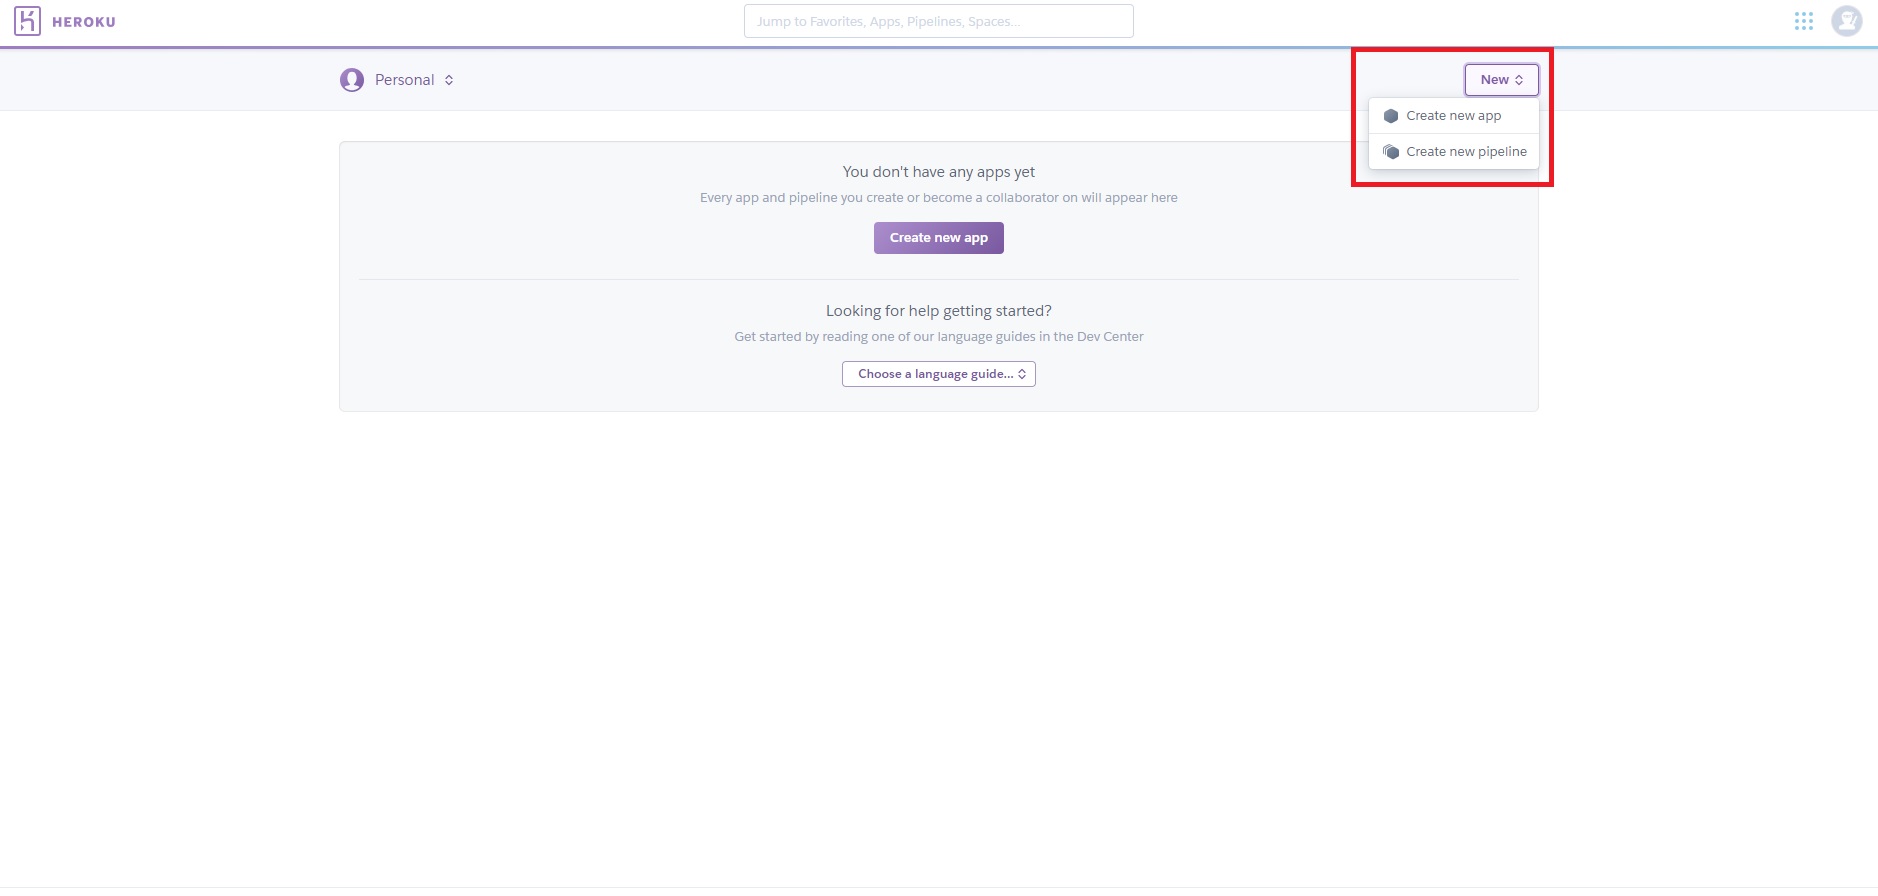 HEROKU
Jump to Favorites, Apps, Pipelines, Spaces...
Personal
New
Create new app
Create new pipeline
You don't have any apps yet
Every app and pipeline you create or become a collaborator on will appear here
Create new app
Looking for help getting started?
Get started by reading one of our language guides in the Dev Center
Choose a language guide...